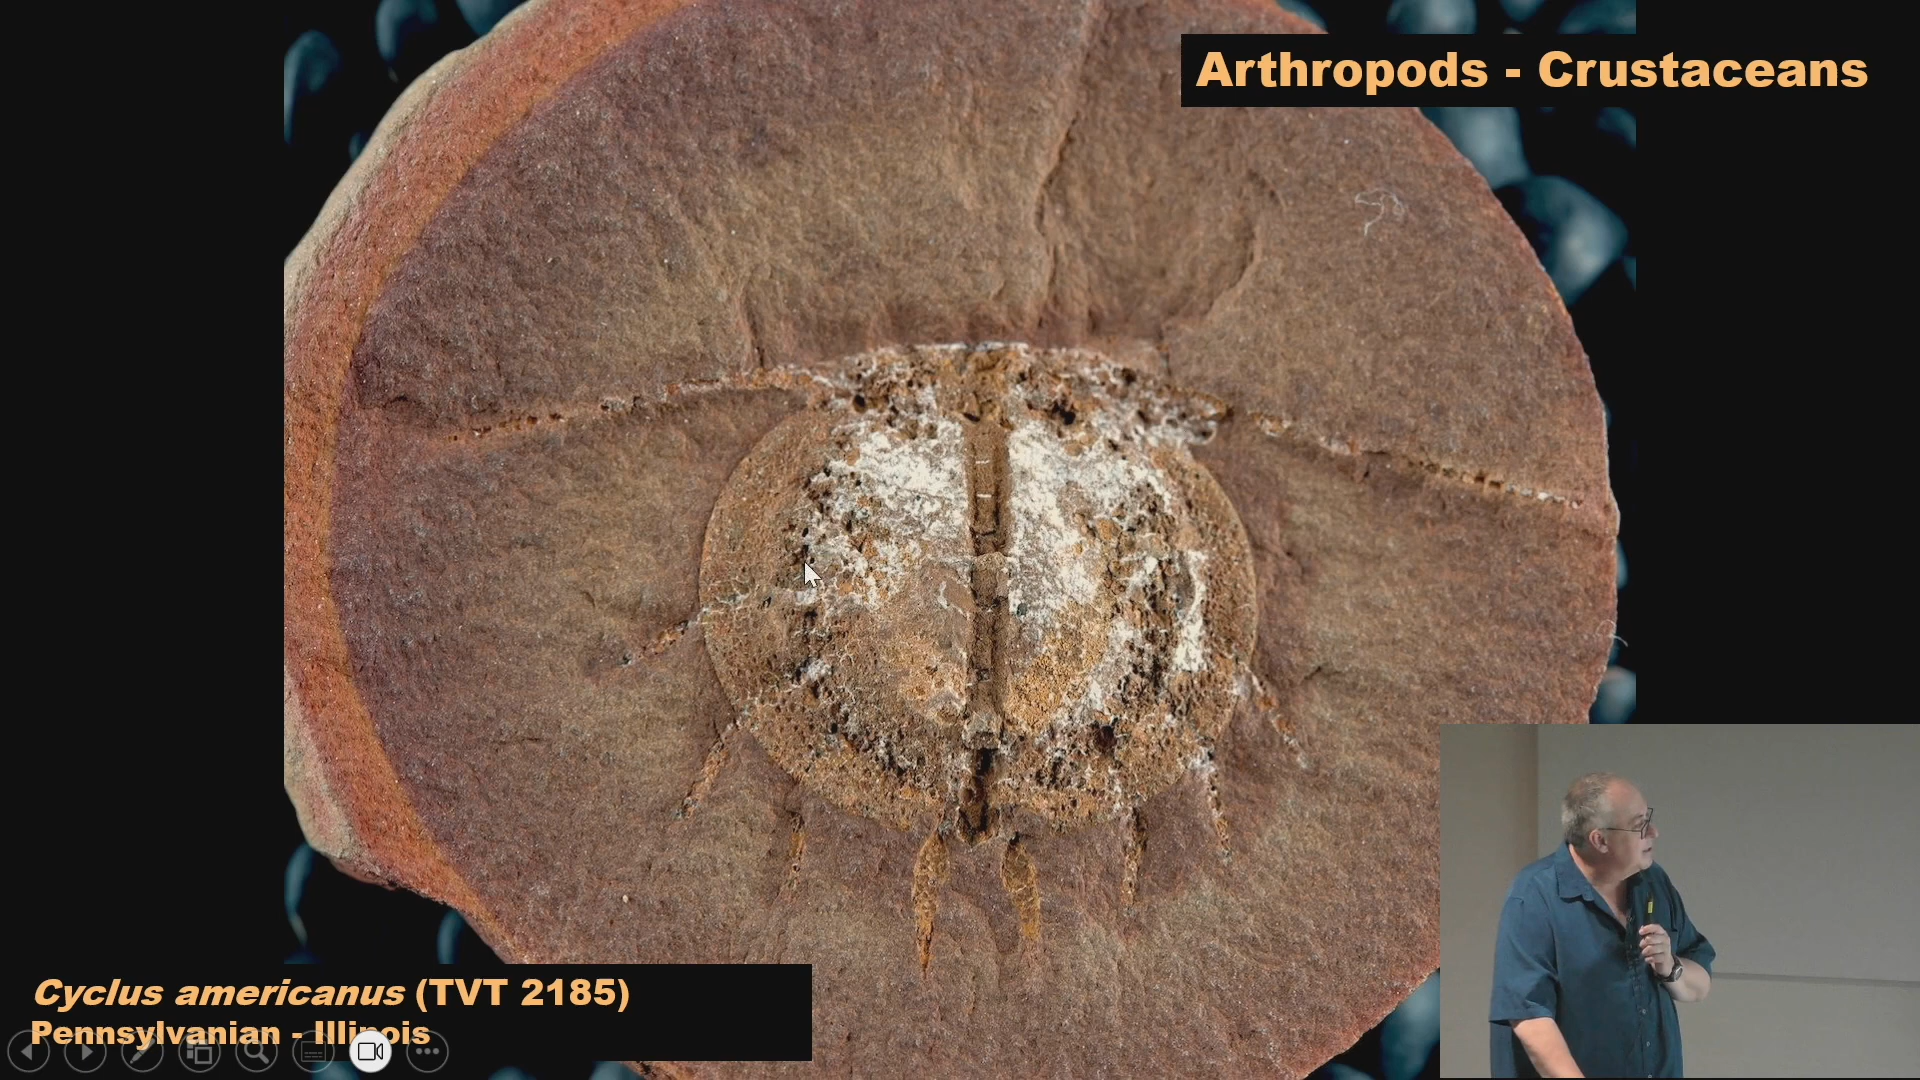 Arthropods - Crustaceans
Cyclus americanus (TVT 2185)
Pennsylvanian - Illinois